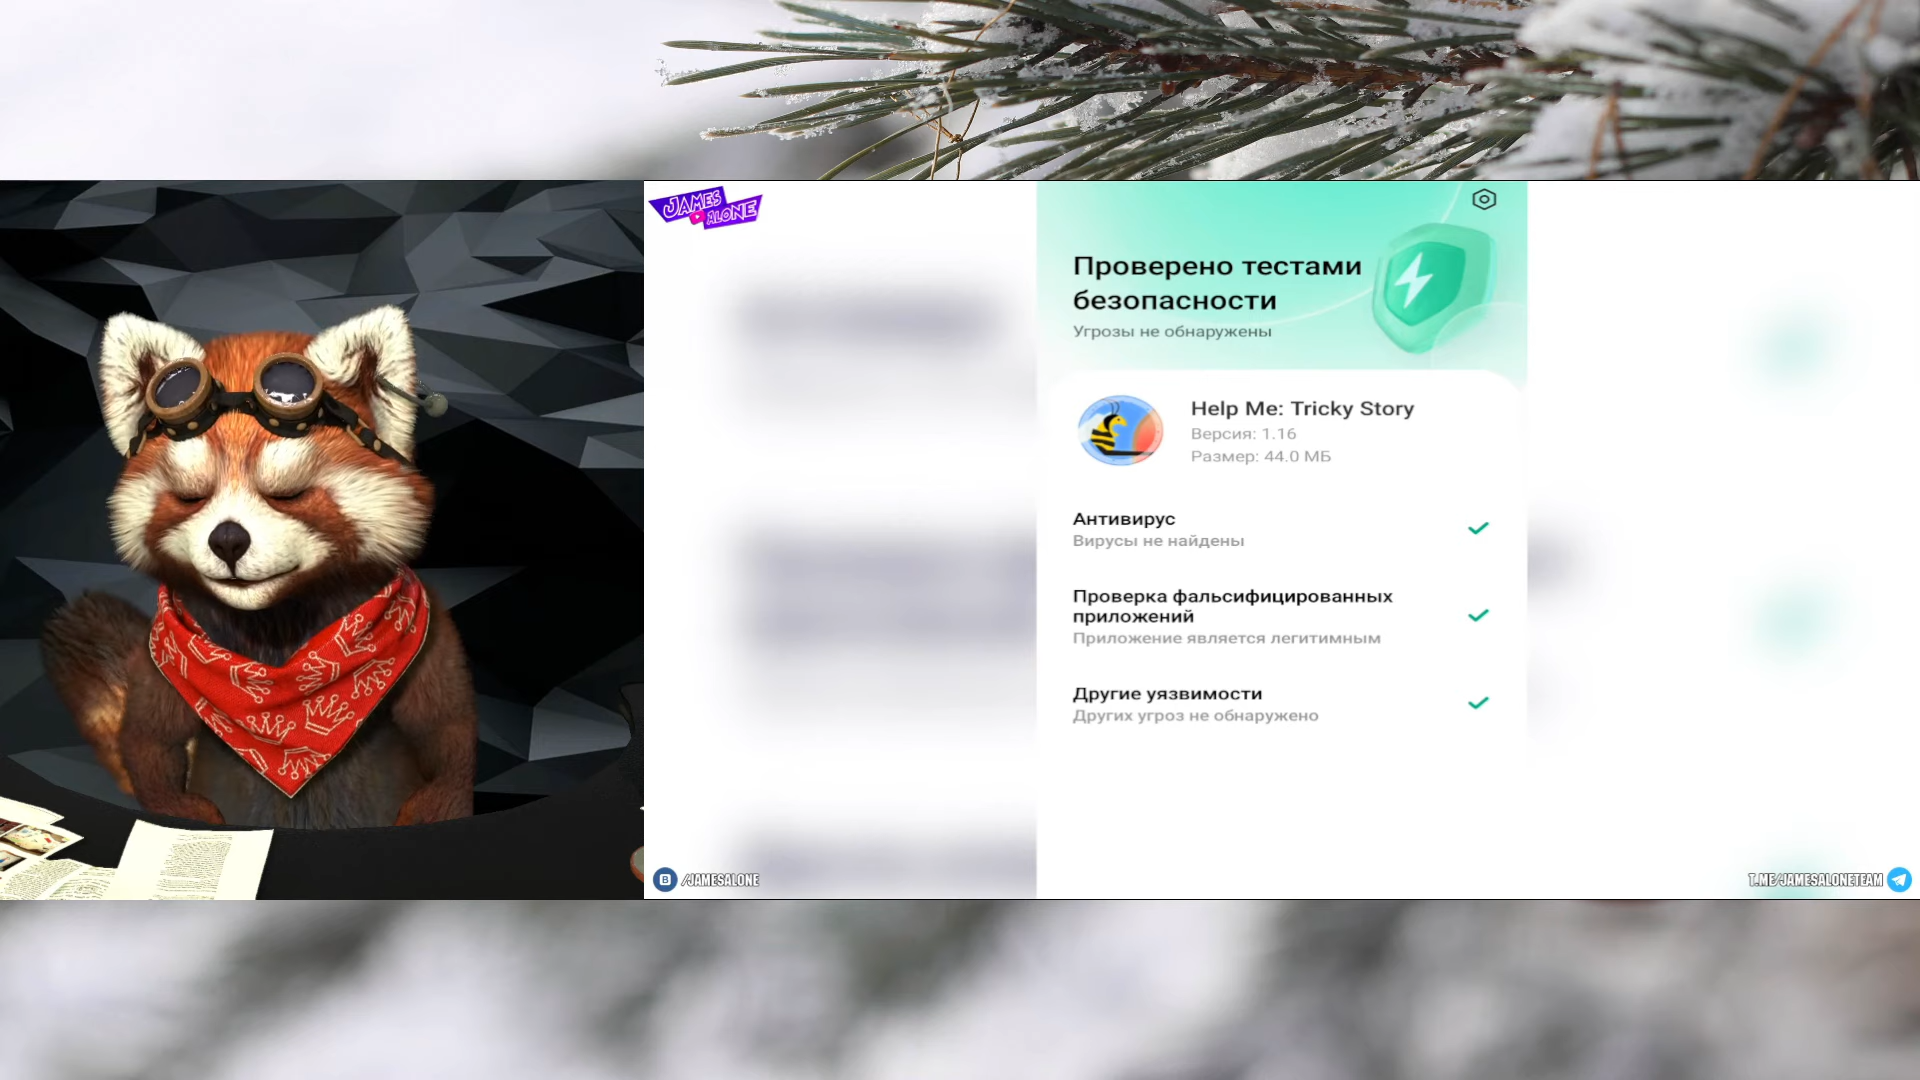 JAMES
ALONE
Проверено тестами
безопасности
Угрозы не обнаружены
Help Me: Tricky Story
Версия: 1.16
Размер: 44.0 МБ
Антивирус
Вирусы не найдены
Проверка фальсифицированных
приложений
Приложение является легитимным
Другие уязвимости
Других угроз не обнаружено
/JAMESALONE
T.ME/JAMESALONETEAM